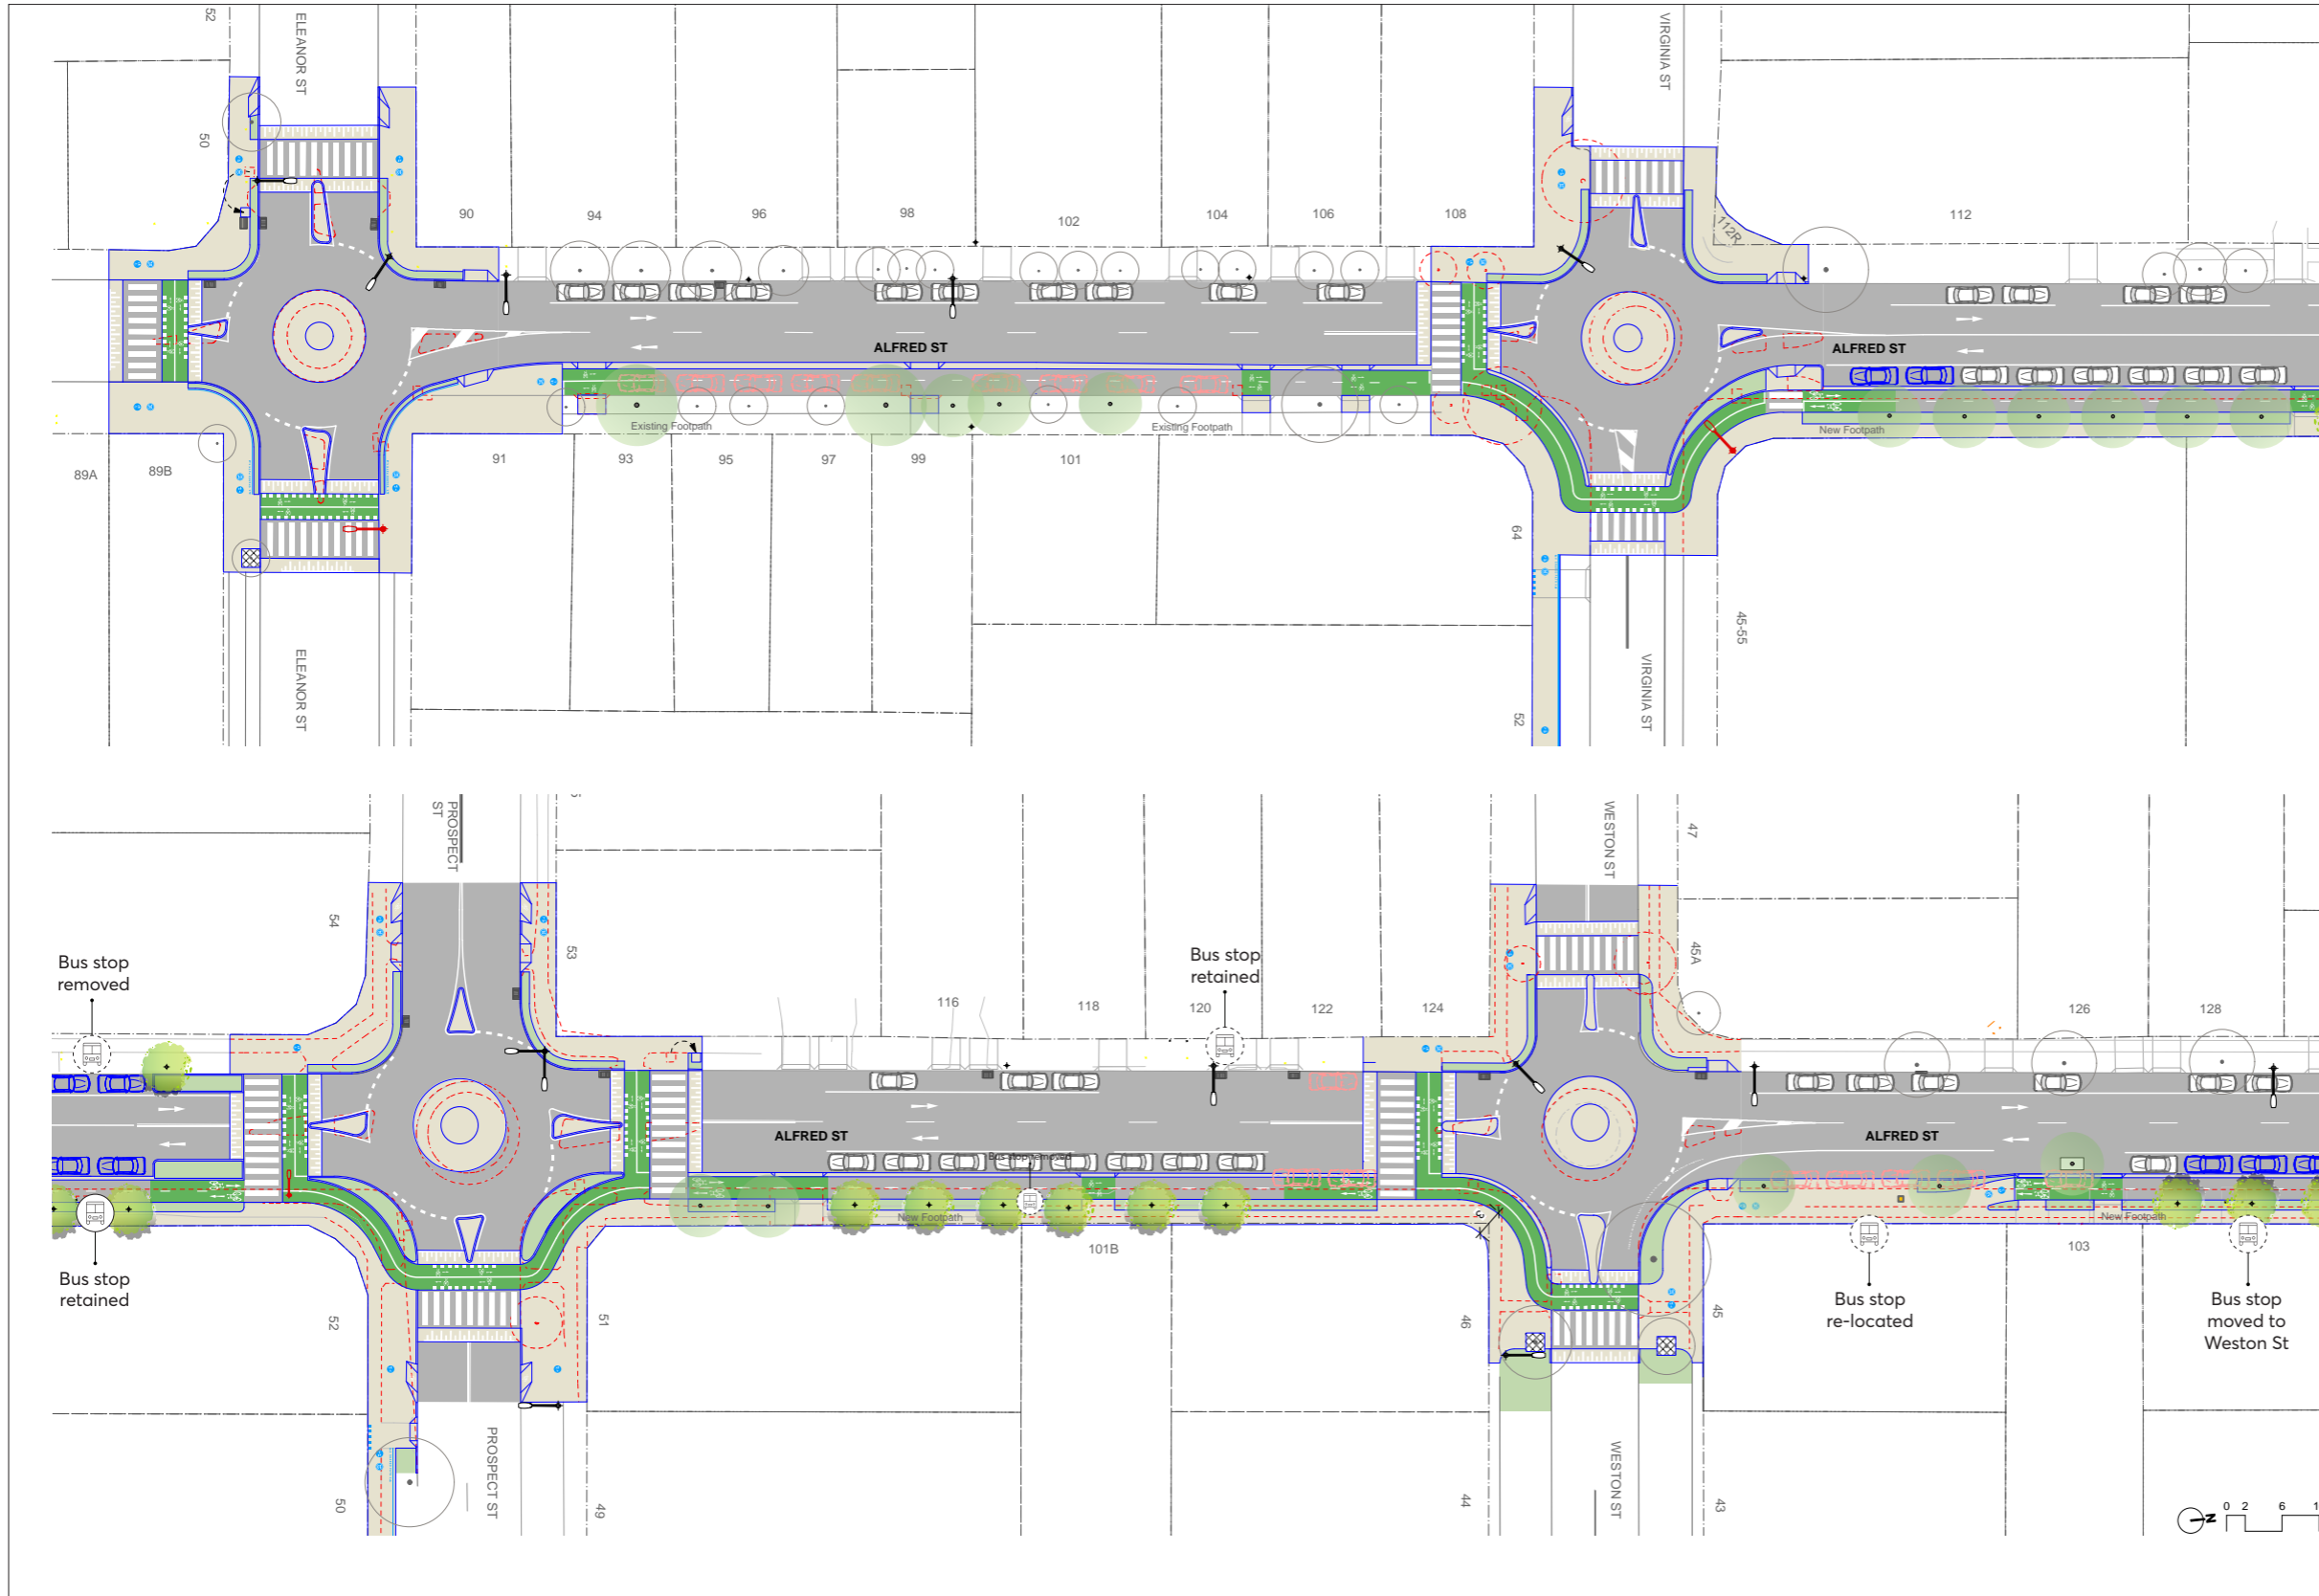 52
ELEANOR ST
VIRGINIA ST
50
90
94
96
98
102
104
106
108
112R
112
ALFRED ST
ALFRED ST
Existing Footpath
Existing Footpath
New Footpath
89A
89B
91
93
95
97
99
101
64
45-55
ELEANOR ST
VIRGINIA ST
52
PROSPECT
ST
WESTON ST
47
54
53
45A
Bus stop
removed
Bus stop
retained
116
118
120
122
124
126
128
ALFRED ST
ALFRED ST
Bus stop removed
New Footpath
New Footpath
101B
103
Bus stop
retained
52
51
46
45
Bus stop
re-located
Bus stop
moved to
Weston St
PROSPECT ST
WESTON ST
50
49
44
43
N
0 2 6